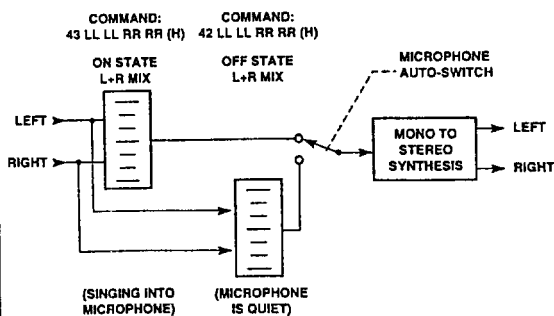 COMMAND:
43 LL LL RR RR (H)
COMMAND:
42 LL LL RR RR (H)
ON STATE
L+R MIX
OFF STATE
L+R MIX
MICROPHONE
AUTO-SWITCH
LEFT
RIGHT
MONO TO
STEREO
SYNTHESIS
LEFT
RIGHT
(SINGING INTO
MICROPHONE)
(MICROPHONE
IS QUIET)